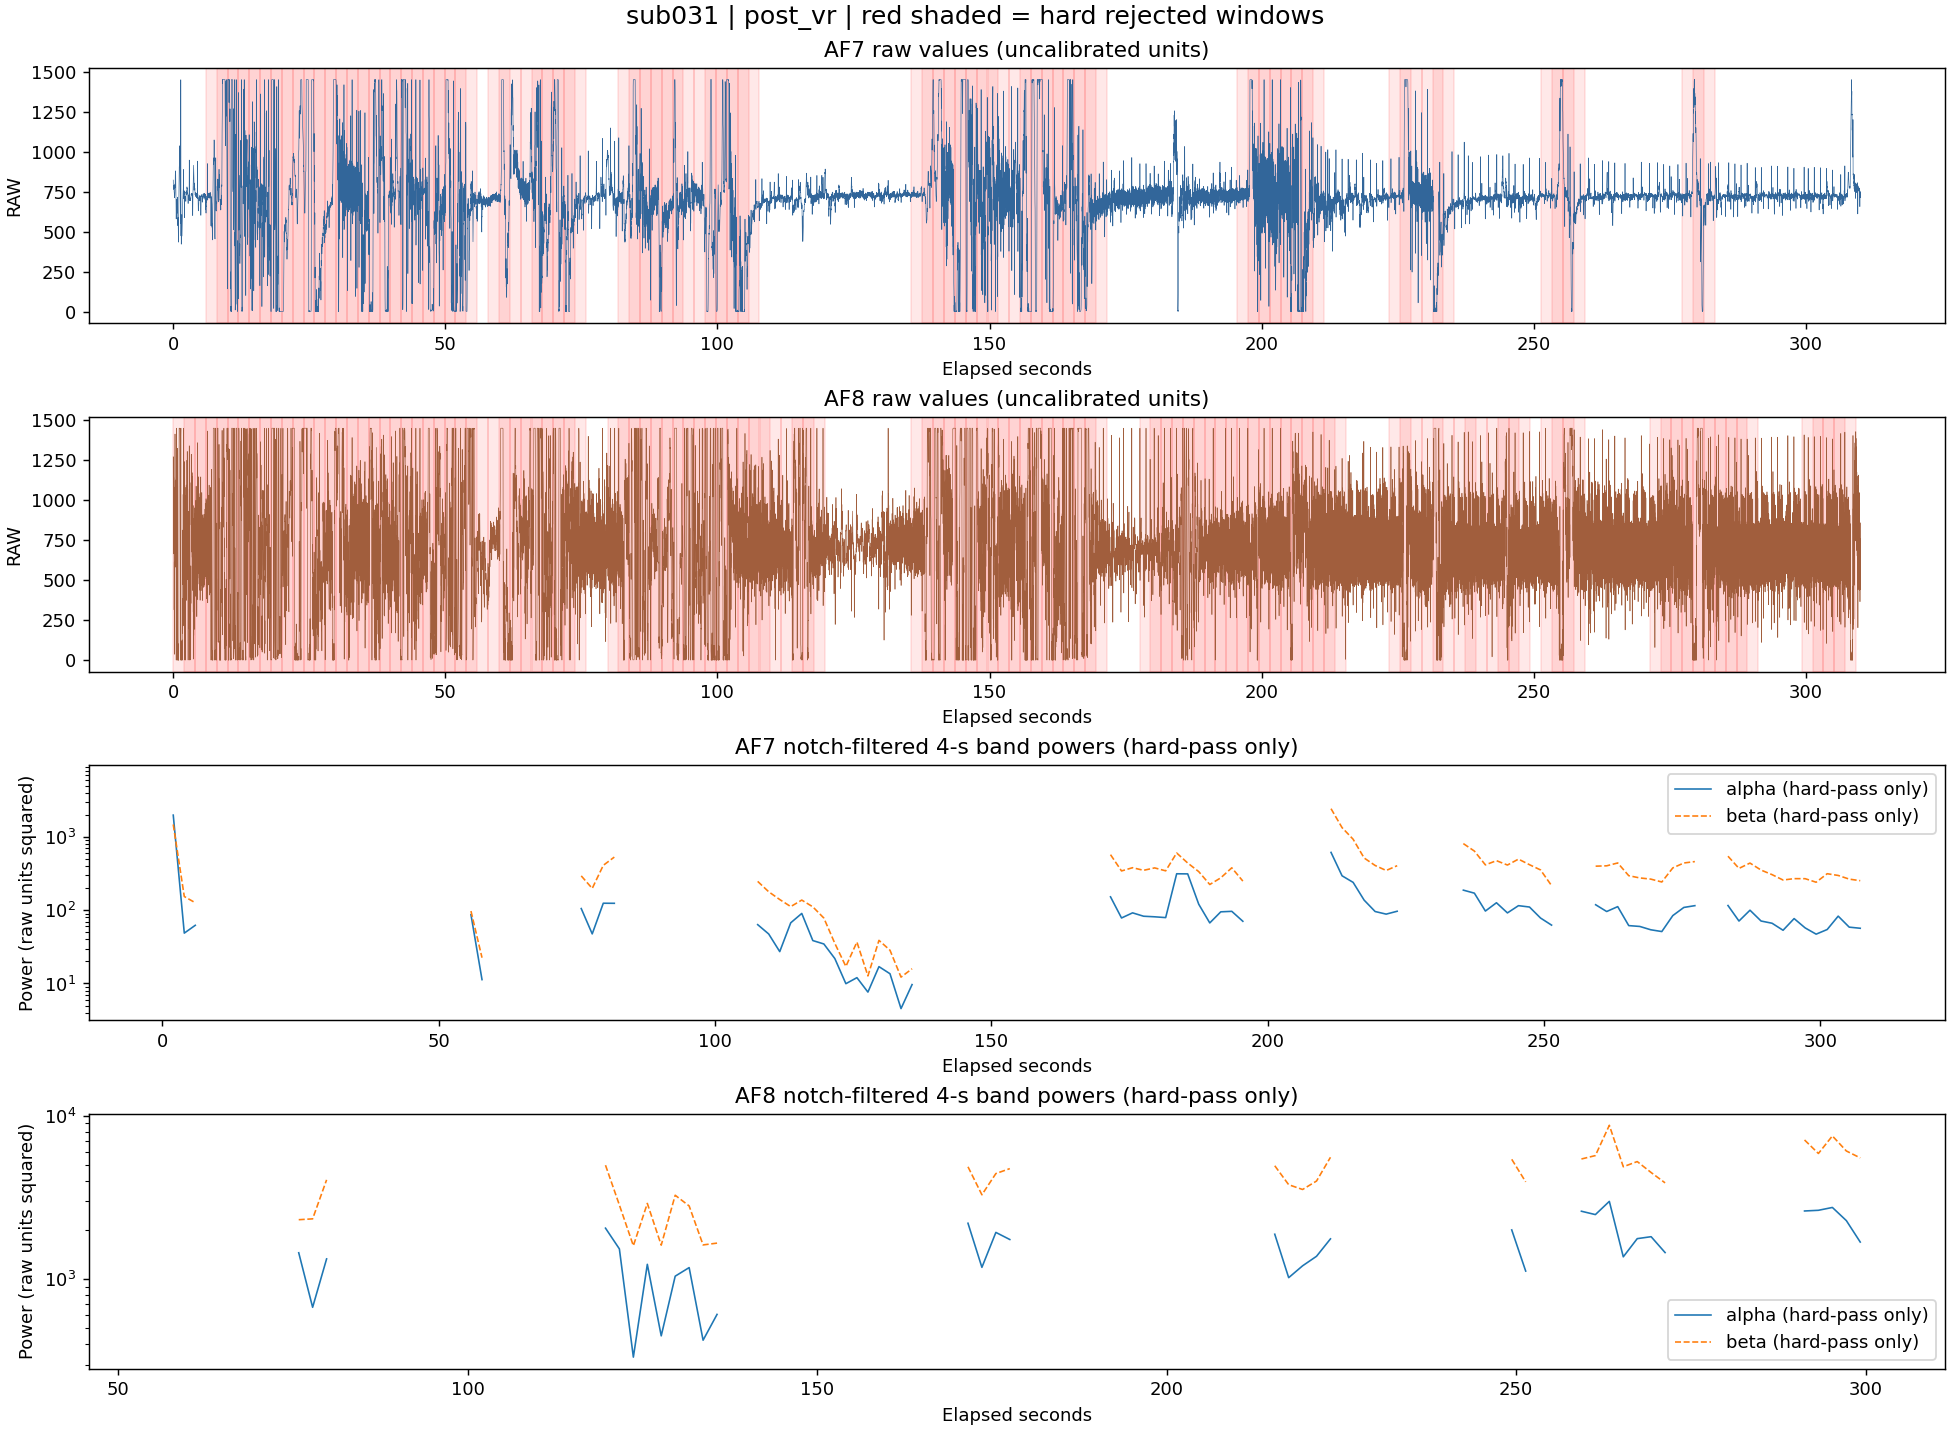 sub031 | post_vr | red shaded = hard rejected windows
AF7 raw values (uncalibrated units)
1500
1250
1000
750
500
250
0
RAW
0 50 100 150 200 250 300
Elapsed seconds
AF8 raw values (uncalibrated units)
1500
1250
1000
750
500
250
0
RAW
0 50 100 150 200 250 300
Elapsed seconds
AF7 notch-filtered 4-s band powers (hard-pass only)
alpha (hard-pass only)
beta (hard-pass only)
10³
10²
10¹
Power (raw units squared)
0 50 100 150 200 250 300
Elapsed seconds
AF8 notch-filtered 4-s band powers (hard-pass only)
10⁴
10³
Power (raw units squared)
alpha (hard-pass only)
beta (hard-pass only)
50 100 150 200 250 300
Elapsed seconds